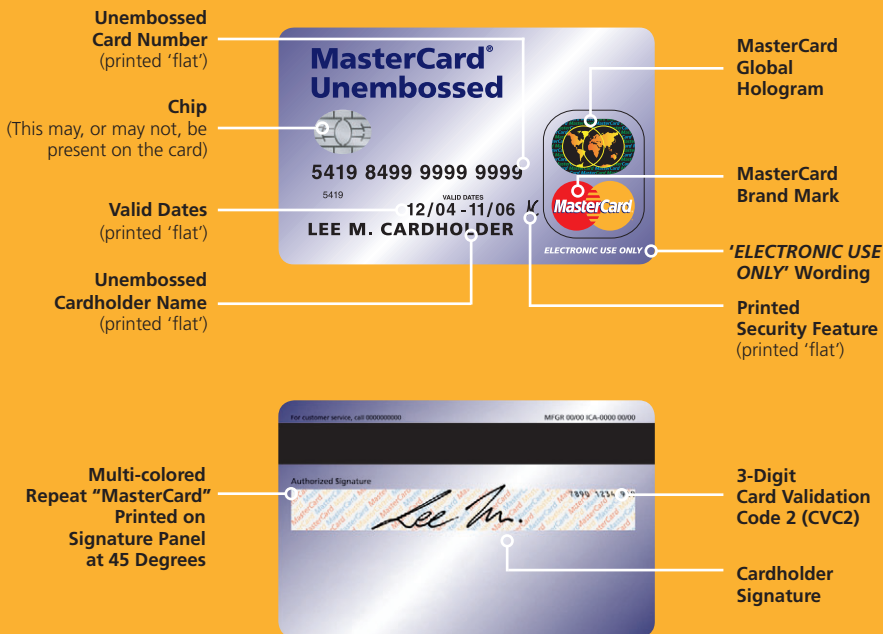 Unembossed
Card Number
(printed ‘flat’)
Chip
(This may, or may not, be
present on the card)
Valid Dates
(printed ‘flat’)
Unembossed
Cardholder Name
(printed ‘flat’)
MasterCard®
Unembossed
5419 8499 9999 9999
5419
VALID DATES
12/04 - 11/06
LEE M. CARDHOLDER
MasterCard
ELECTRONIC USE ONLY
MasterCard
Global
Hologram
MasterCard
Brand Mark
‘ELECTRONIC USE
ONLY’ Wording
Printed
Security Feature
(printed ‘flat’)
For customer service, call 0000000000
MFGR 00/00 ICA-0000 00/00
Authorized Signature
7890 1234
Lee M.
Multi-colored
Repeat “MasterCard”
Printed on
Signature Panel
at 45 Degrees
3-Digit
Card Validation
Code 2 (CVC2)
Cardholder
Signature